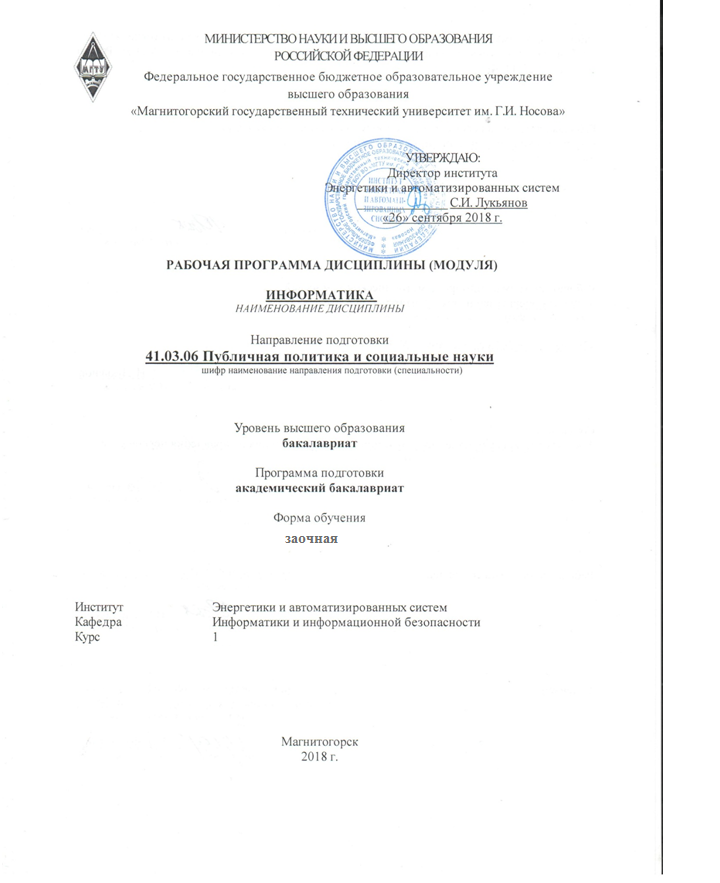 МИНИСТЕРСТВО НАУКИ И ВЫСШЕГО ОБРАЗОВАНИЯ
РОССИЙСКОЙ ФЕДЕРАЦИИ
Федеральное государственное бюджетное образовательное учреждение
высшего образования
«Магнитогорский государственный технический университет им. Г.И. Носова»
УТВЕРЖДАЮ:
Директор института
Энергетики и автоматизированных систем
С.И. Лукьянов
«26» сентября 2018 г.
РАБОЧАЯ ПРОГРАММА ДИСЦИПЛИНЫ (МОДУЛЯ)
ИНФОРМАТИКА
НАИМЕНОВАНИЕ ДИСЦИПЛИНЫ
Направление подготовки
41.03.06 Публичная политика и социальные науки
шифр наименование направления подготовки (специальности)
Уровень высшего образования
бакалавриат
Программа подготовки
академический бакалавриат
Форма обучения
заочная
Институт Энергетики и автоматизированных систем
Кафедра Информатики и информационной безопасности
Курс 1
Магнитогорск
2018 г.